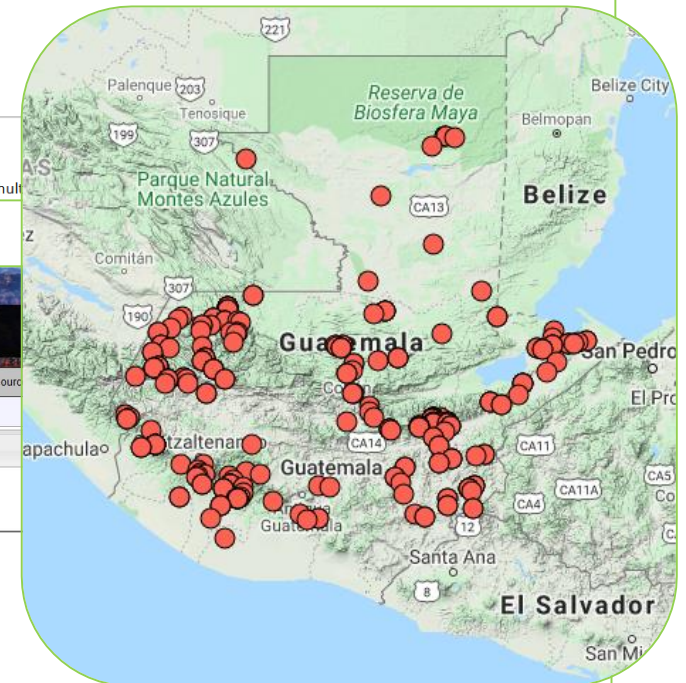 221
Palenque
203
Tenosique
Reserva de
Biosfera Maya
Belize City
Belmopan
199
307
Parque Natural
Montes Azules
CA13
Belize
Comitán
307
190
Guatemala
San Pedro
CA14
CA11
apachula
tzaltenan
Guatemala
CA5
CA11A
CA4
Guatemala
12
Santa Ana
8
El Salvador
San Mi